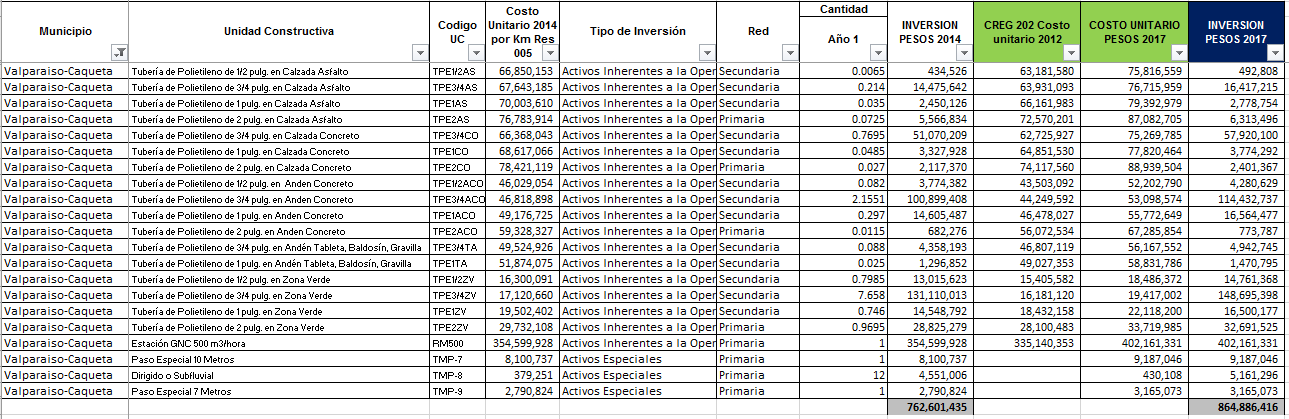 Municipio Unidad Constructiva Codigo UC Costo Unitario 2014 por Km Res 005 Tipo de Inversión Red Cantidad Año 1 INVERSION PESOS 2014 CREG 202 Costo unitario 2012 COSTO UNITARIO PESOS 2017 INVERSION PESOS 2017
Valparaiso-Caqueta Tubería de Polietileno de 1/2 pulg. en Calzada Asfalto TPE1/2AS 66,850,153 Activos Inherentes a la Oper Secundaria 0.0065 434,526 63,181,580 75,816,559 492,808
Valparaiso-Caqueta Tubería de Polietileno de 3/4 pulg. en Calzada Asfalto TPE3/4AS 67,643,185 Activos Inherentes a la Oper Secundaria 0.214 14,475,642 63,931,093 76,715,959 16,417,215
Valparaiso-Caqueta Tubería de Polietileno de 1 pulg. en Calzada Asfalto TPE1AS 70,003,610 Activos Inherentes a la Oper Secundaria 0.035 2,450,126 66,161,983 79,392,979 2,778,754
Valparaiso-Caqueta Tubería de Polietileno de 2 pulg. en Calzada Asfalto TPE2AS 76,783,914 Activos Inherentes a la Oper Primaria 0.0725 5,566,834 72,570,201 87,082,705 6,313,496
Valparaiso-Caqueta Tubería de Polietileno de 3/4 pulg. en Calzada Concreto TPE3/4CO 66,368,043 Activos Inherentes a la Oper Secundaria 0.7695 51,070,209 62,725,927 75,269,785 57,920,100
Valparaiso-Caqueta Tubería de Polietileno de 1 pulg. en Calzada Concreto TPE1CO 68,617,066 Activos Inherentes a la Oper Secundaria 0.0485 3,327,928 64,851,530 77,820,464 3,774,292
Valparaiso-Caqueta Tubería de Polietileno de 2 pulg. en Calzada Concreto TPE2CO 78,421,119 Activos Inherentes a la Oper Primaria 0.027 2,117,370 74,117,560 88,939,504 2,401,367
Valparaiso-Caqueta Tubería de Polietileno de 1/2 pulg. en Anden Concreto TPE1/2ACO 46,029,054 Activos Inherentes a la Oper Secundaria 0.082 3,774,382 43,503,092 52,202,790 4,280,629
Valparaiso-Caqueta Tubería de Polietileno de 3/4 pulg. en Anden Concreto TPE3/4ACO 46,818,898 Activos Inherentes a la Oper Secundaria 2.1551 100,899,408 44,249,592 53,098,574 114,432,737
Valparaiso-Caqueta Tubería de Polietileno de 1 pulg. en Anden Concreto TPE1ACO 49,176,725 Activos Inherentes a la Oper Secundaria 0.297 14,605,487 46,478,027 55,772,649 16,564,477
Valparaiso-Caqueta Tubería de Polietileno de 2 pulg. en Anden Concreto TPE2ACO 59,328,327 Activos Inherentes a la Oper Primaria 0.0115 682,276 56,072,534 67,285,854 773,787
Valparaiso-Caqueta Tubería de Polietileno de 3/4 pulg. en Andén Tableta, Baldosín, Gravilla TPE3/4TA 49,524,926 Activos Inherentes a la Oper Secundaria 0.088 4,358,193 46,807,119 56,167,552 4,942,745
Valparaiso-Caqueta Tubería de Polietileno de 1 pulg. en Andén Tableta, Baldosín, Gravilla TPE1TA 51,874,075 Activos Inherentes a la Oper Secundaria 0.025 1,296,852 49,027,353 58,831,786 1,470,795
Valparaiso-Caqueta Tubería de Polietileno de 1/2 pulg. en Zona Verde TPE1/2ZV 16,300,091 Activos Inherentes a la Oper Secundaria 0.7985 13,015,623 15,405,582 18,486,372 14,761,368
Valparaiso-Caqueta Tubería de Polietileno de 3/4 pulg. en Zona Verde TPE3/4ZV 17,120,660 Activos Inherentes a la Oper Secundaria 7.658 131,110,013 16,181,120 19,417,002 148,695,398
Valparaiso-Caqueta Tubería de Polietileno de 1 pulg. en Zona Verde TPE1ZV 19,502,402 Activos Inherentes a la Oper Secundaria 0.746 14,548,792 18,432,158 22,118,200 16,500,177
Valparaiso-Caqueta Tubería de Polietileno de 2 pulg. en Zona Verde TPE2ZV 29,732,108 Activos Inherentes a la Oper Primaria 0.9695 28,825,279 28,100,483 33,719,985 32,691,525
Valparaiso-Caqueta Estación GNC 500 m3/hora RM500 354,599,928 Activos Inherentes a la Oper Primaria 1 354,599,928 335,140,353 402,161,331 402,161,331
Valparaiso-Caqueta Paso Especial 10 Metros TMP-7 8,100,737 Activos Especiales Primaria 1 8,100,737 9,187,046 9,187,046
Valparaiso-Caqueta Dirigido o Subfluvial TMP-8 379,251 Activos Especiales Primaria 12 4,551,006 430,108 5,161,296
Valparaiso-Caqueta Paso Especial 7 Metros TMP-9 2,790,824 Activos Especiales Primaria 1 2,790,824 3,165,073 3,165,073
762,601,435 864,886,416